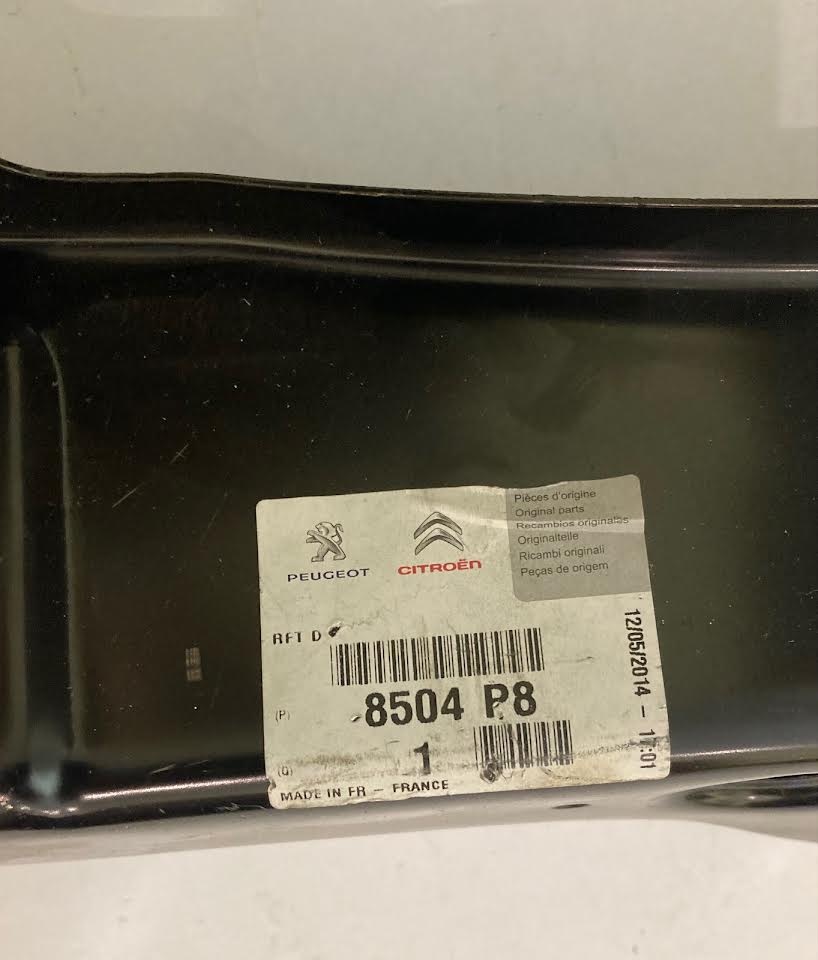 PEUGEOT
CITROËN
Pièces d'origine
Original parts
Recambios originales
Originalteile
Ricambi originali
Peças de origem
RFT D
(P) 8504 P8
(Q) 1
MADE IN FR - FRANCE
12/05/2014 -